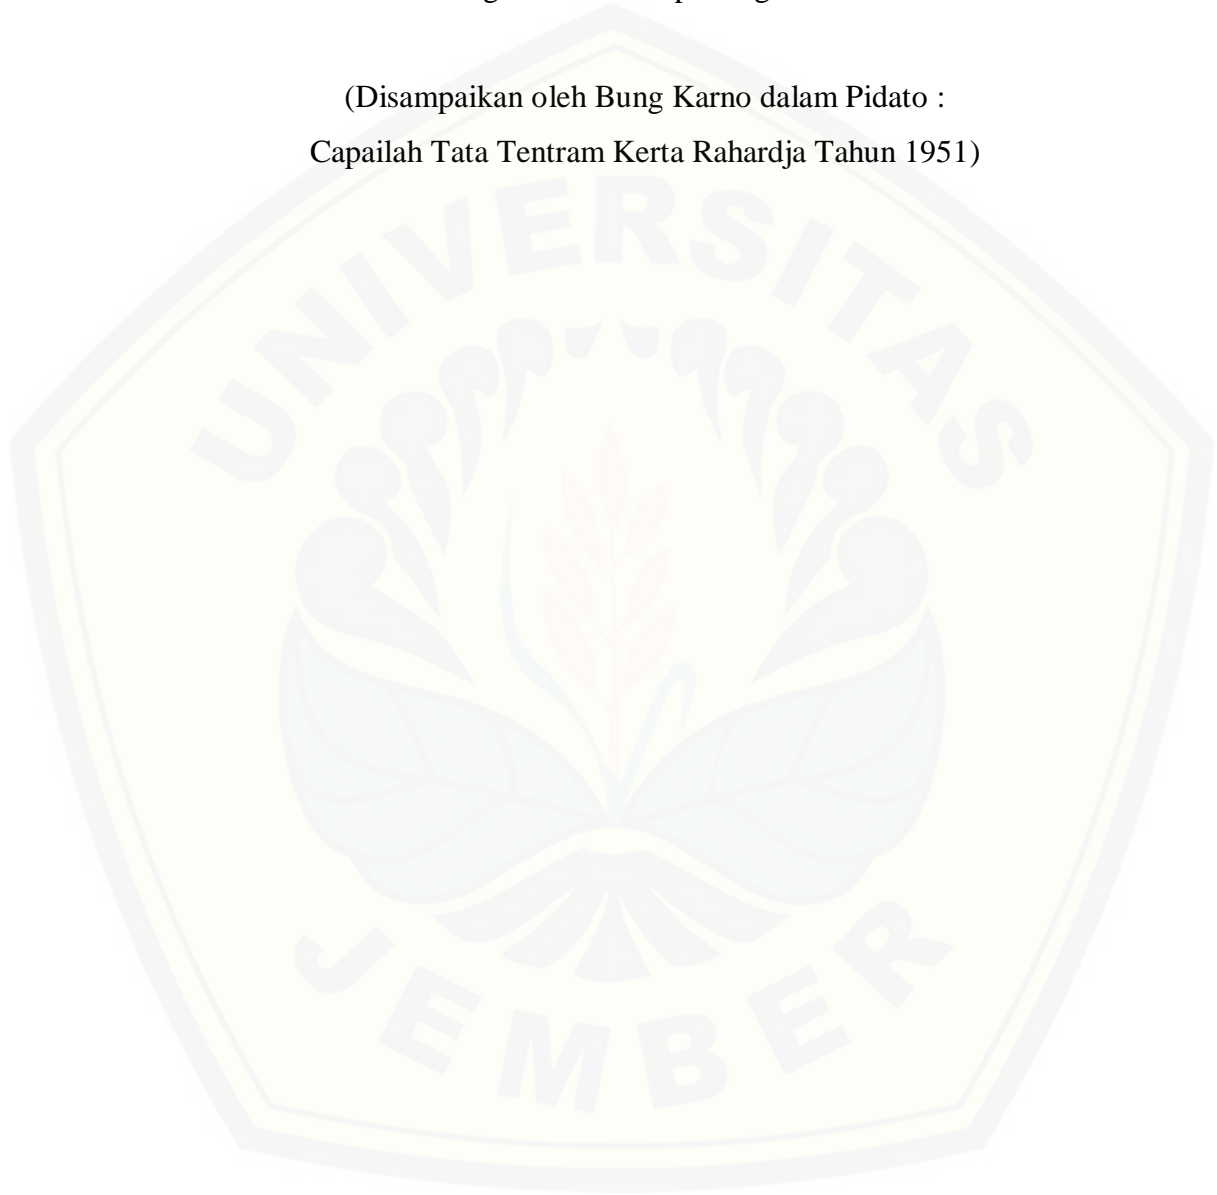 (Disampaikan oleh Bung Karno dalam Pidato :
Capailah Tata Tentram Kerta Rahardja Tahun 1951)
UNIVERSITAS
JEMBER